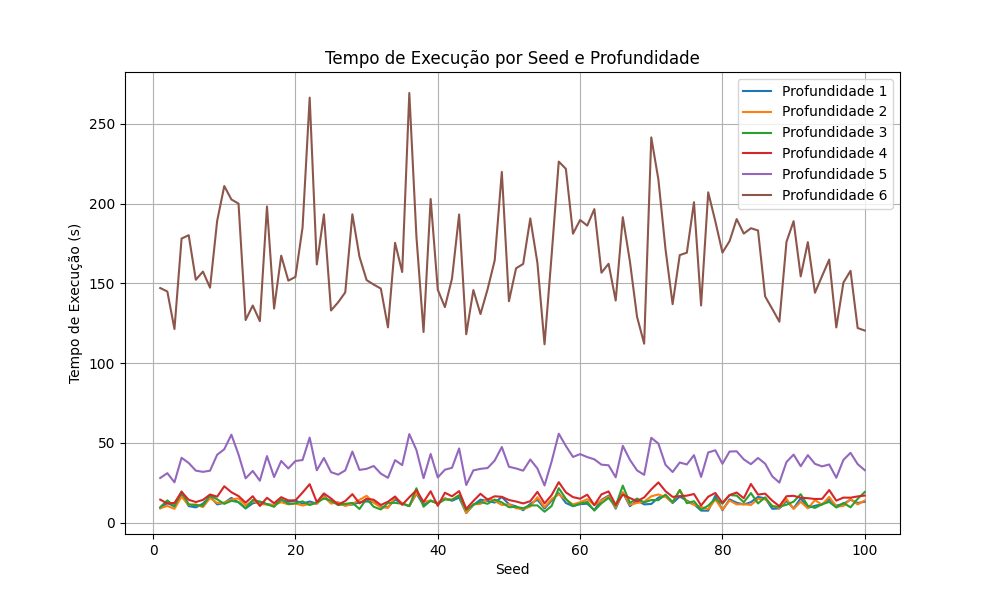 Tempo de Execução por Seed e Profundidade
Profundidade 1
Profundidade 2
Profundidade 3
Profundidade 4
Profundidade 5
Profundidade 6
Tempo de Execução (s)
250
200
150
100
50
0
0 20 40 60 80 100
Seed